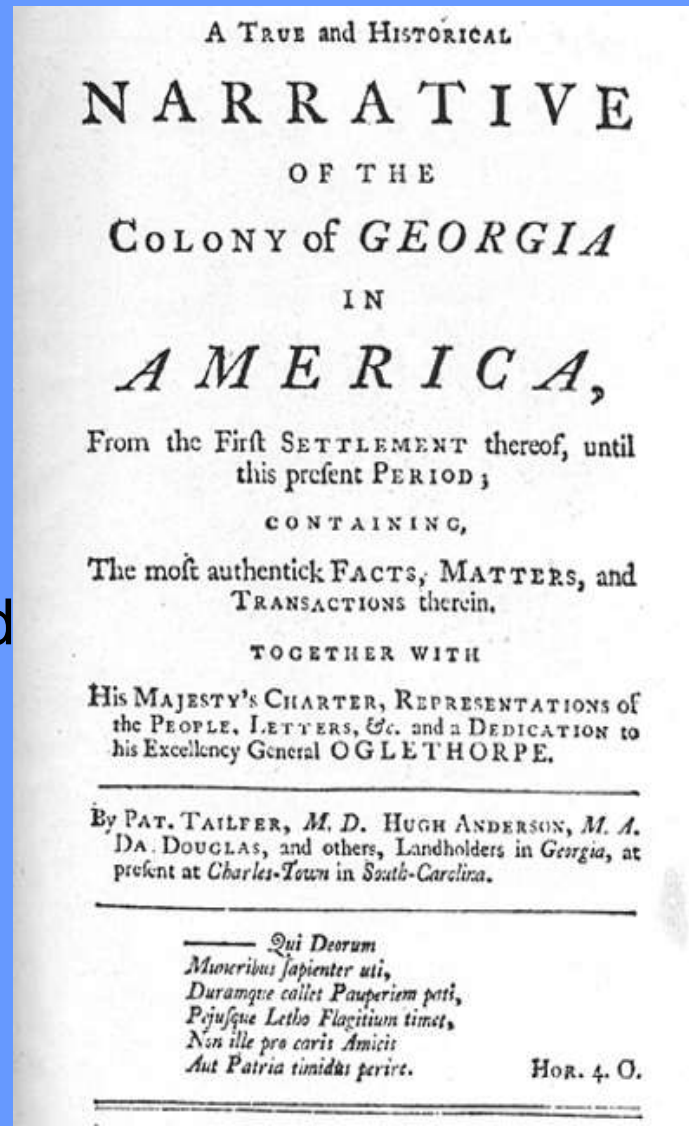 A TRUE and HISTORICAL
NARRATIVE
OF THE
COLONY of GEORGIA
IN
AMERICA,
From the Firſt SETTLEMENT thereof, until
this preſent PERIOD;
CONTAINING,
The moſt authentick FACTS, MATTERS, and
TRANSACTIONS therein.
d
TOGETHER WITH
His MAJESTY's CHARTER, REPRESENTATIONS of
the PEOPLE, LETTERS, &c. and a DEDICATION to
his Excellency General OGLETHORPE.
By PAT. TAILFER, M. D. HUGH ANDERSON, M. A.
DA. DOUGLAS, and others, Landholders in Georgia, at
preſent at Charles-Town in South-Carolina.
——— Qui Deorum
Muneribus ſapienter uti,
Duramque callet Pauperiem pati,
Pejuſque Letho Flagitium timet,
Non ille pro caris Amicis
Aut Patria timidus perire.
HOR. 4. O.